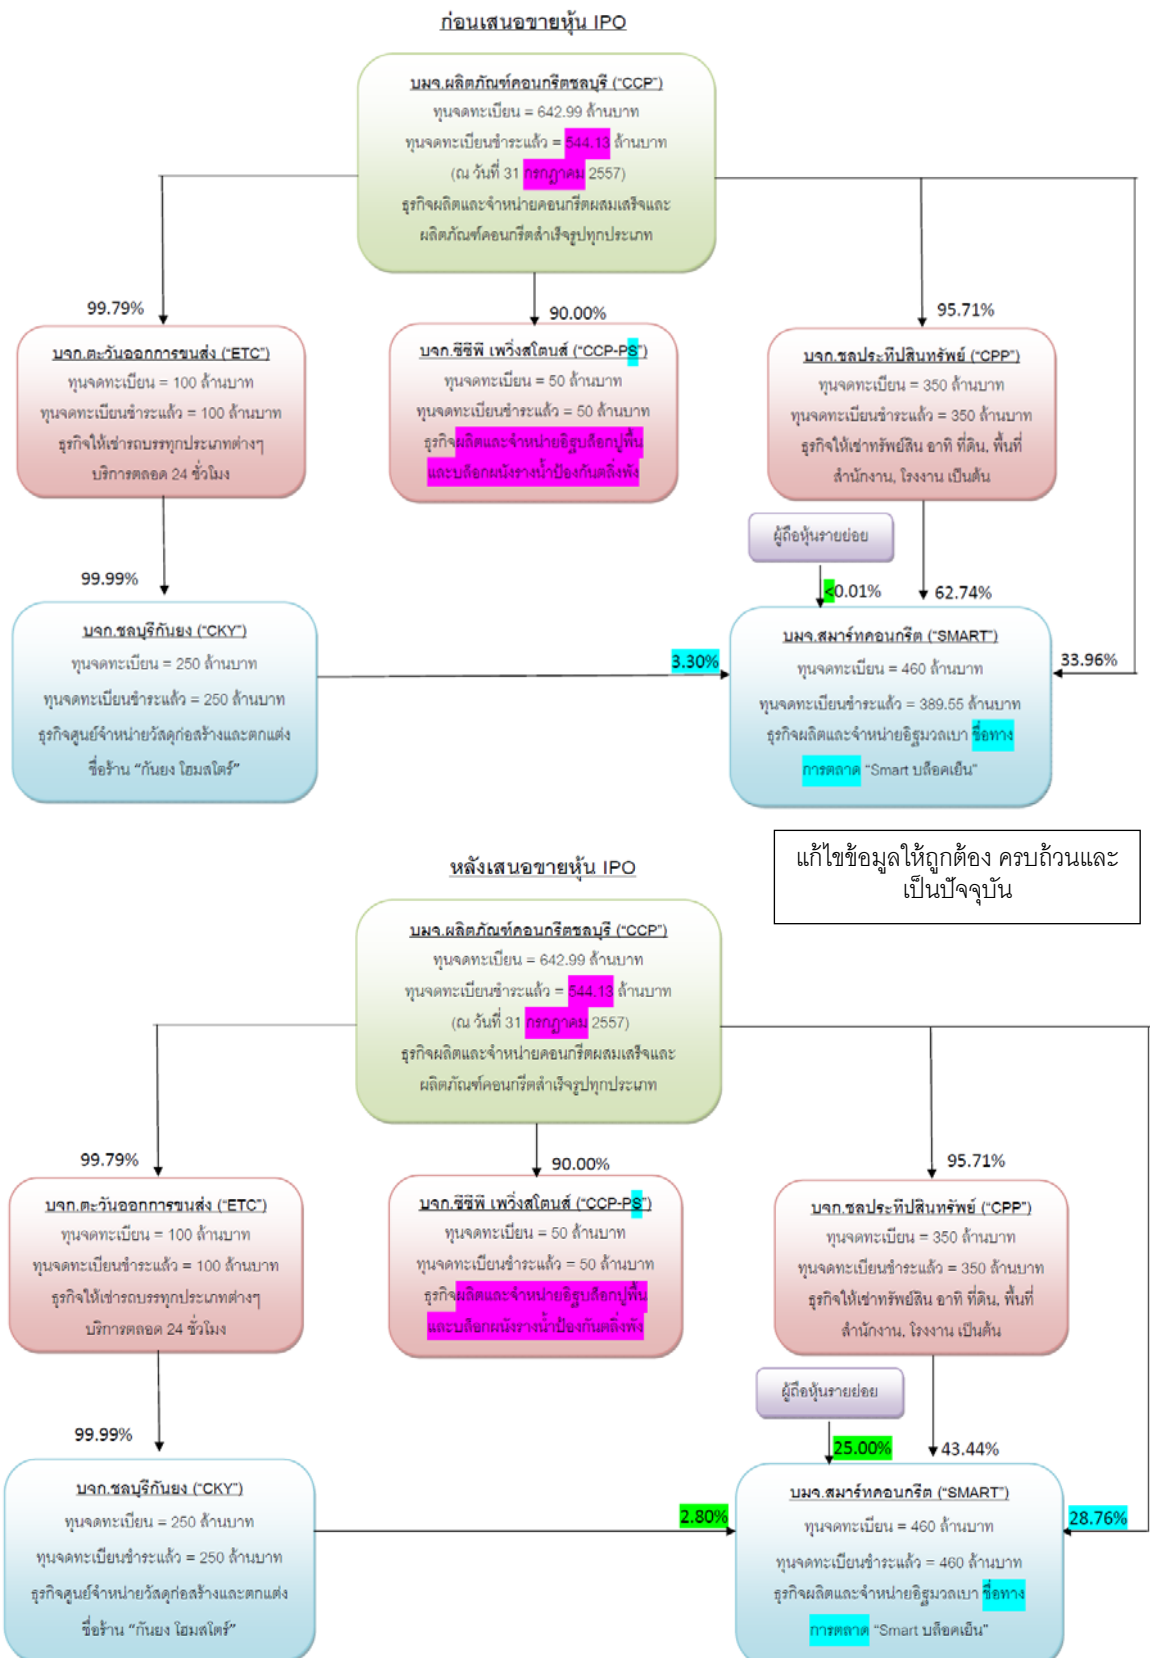 ก่อนเสนอขายหุ้น IPO
บมจ.ผลิตภัณฑ์คอนกรีตชลบุรี ("CCP")
ทุนจดทะเบียน = 642.99 ล้านบาท
ทุนจดทะเบียนชำระแล้ว = 544.13 ล้านบาท
(ณ วันที่ 31 กรกฎาคม 2557)
ธุรกิจผลิตและจำหน่ายคอนกรีตผสมเสร็จและ
ผลิตภัณฑ์คอนกรีตสำเร็จรูปทุกประเภท
99.79%
90.00%
95.71%
บจก.ตะวันออกการขนส่ง ("ETC")
ทุนจดทะเบียน = 100 ล้านบาท
ทุนจดทะเบียนชำระแล้ว = 100 ล้านบาท
ธุรกิจให้เช่ารถบรรทุกประเภทต่างๆ
บริการตลอด 24 ชั่วโมง
บจก.ซีซีพี เพวิ่งสโตนส์ ("CCP-PS")
ทุนจดทะเบียน = 50 ล้านบาท
ทุนจดทะเบียนชำระแล้ว = 50 ล้านบาท
ธุรกิจผลิตและจำหน่ายอิฐบล็อกปูพื้น
และบล็อกผนังรางน้ำป้องกันตลิ่งพัง
บจก.ชลประทีปสินทรัพย์ ("CPP")
ทุนจดทะเบียน = 350 ล้านบาท
ทุนจดทะเบียนชำระแล้ว = 350 ล้านบาท
ธุรกิจให้เช่าทรัพย์สิน อาทิ ที่ดิน, พื้นที่
สำนักงาน, โรงงาน เป็นต้น
ผู้ถือหุ้นรายย่อย
99.99%
<0.01%
62.74%
บจก.ชลบุรีกันยง ("CKY")
ทุนจดทะเบียน = 250 ล้านบาท
ทุนจดทะเบียนชำระแล้ว = 250 ล้านบาท
ธุรกิจศูนย์จำหน่ายวัสดุก่อสร้างและตกแต่ง
ชื่อร้าน "กันยง โฮมสโตร์"
3.30%
บมจ.สมาร์ทคอนกรีต ("SMART")
ทุนจดทะเบียน = 460 ล้านบาท
ทุนจดทะเบียนชำระแล้ว = 389.55 ล้านบาท
ธุรกิจผลิตและจำหน่ายอิฐมวลเบา ชื่อทาง
การตลาด "Smart บล็อคเย็น"
33.96%
แก้ไขข้อมูลให้ถูกต้อง ครบถ้วนและ
เป็นปัจจุบัน
หลังเสนอขายหุ้น IPO
บมจ.ผลิตภัณฑ์คอนกรีตชลบุรี ("CCP")
ทุนจดทะเบียน = 642.99 ล้านบาท
ทุนจดทะเบียนชำระแล้ว = 544.13 ล้านบาท
(ณ วันที่ 31 กรกฎาคม 2557)
ธุรกิจผลิตและจำหน่ายคอนกรีตผสมเสร็จและ
ผลิตภัณฑ์คอนกรีตสำเร็จรูปทุกประเภท
99.79%
90.00%
95.71%
บจก.ตะวันออกการขนส่ง ("ETC")
ทุนจดทะเบียน = 100 ล้านบาท
ทุนจดทะเบียนชำระแล้ว = 100 ล้านบาท
ธุรกิจให้เช่ารถบรรทุกประเภทต่างๆ
บริการตลอด 24 ชั่วโมง
บจก.ซีซีพี เพวิ่งสโตนส์ ("CCP-PS")
ทุนจดทะเบียน = 50 ล้านบาท
ทุนจดทะเบียนชำระแล้ว = 50 ล้านบาท
ธุรกิจผลิตและจำหน่ายอิฐบล็อกปูพื้น
และบล็อกผนังรางน้ำป้องกันตลิ่งพัง
บจก.ชลประทีปสินทรัพย์ ("CPP")
ทุนจดทะเบียน = 350 ล้านบาท
ทุนจดทะเบียนชำระแล้ว = 350 ล้านบาท
ธุรกิจให้เช่าทรัพย์สิน อาทิ ที่ดิน, พื้นที่
สำนักงาน, โรงงาน เป็นต้น
ผู้ถือหุ้นรายย่อย
99.99%
25.00%
43.44%
บจก.ชลบุรีกันยง ("CKY")
ทุนจดทะเบียน = 250 ล้านบาท
ทุนจดทะเบียนชำระแล้ว = 250 ล้านบาท
ธุรกิจศูนย์จำหน่ายวัสดุก่อสร้างและตกแต่ง
ชื่อร้าน "กันยง โฮมสโตร์"
2.80%
บมจ.สมาร์ทคอนกรีต ("SMART")
ทุนจดทะเบียน = 460 ล้านบาท
ทุนจดทะเบียนชำระแล้ว = 460 ล้านบาท
ธุรกิจผลิตและจำหน่ายอิฐมวลเบา ชื่อทาง
การตลาด "Smart บล็อคเย็น"
28.76%